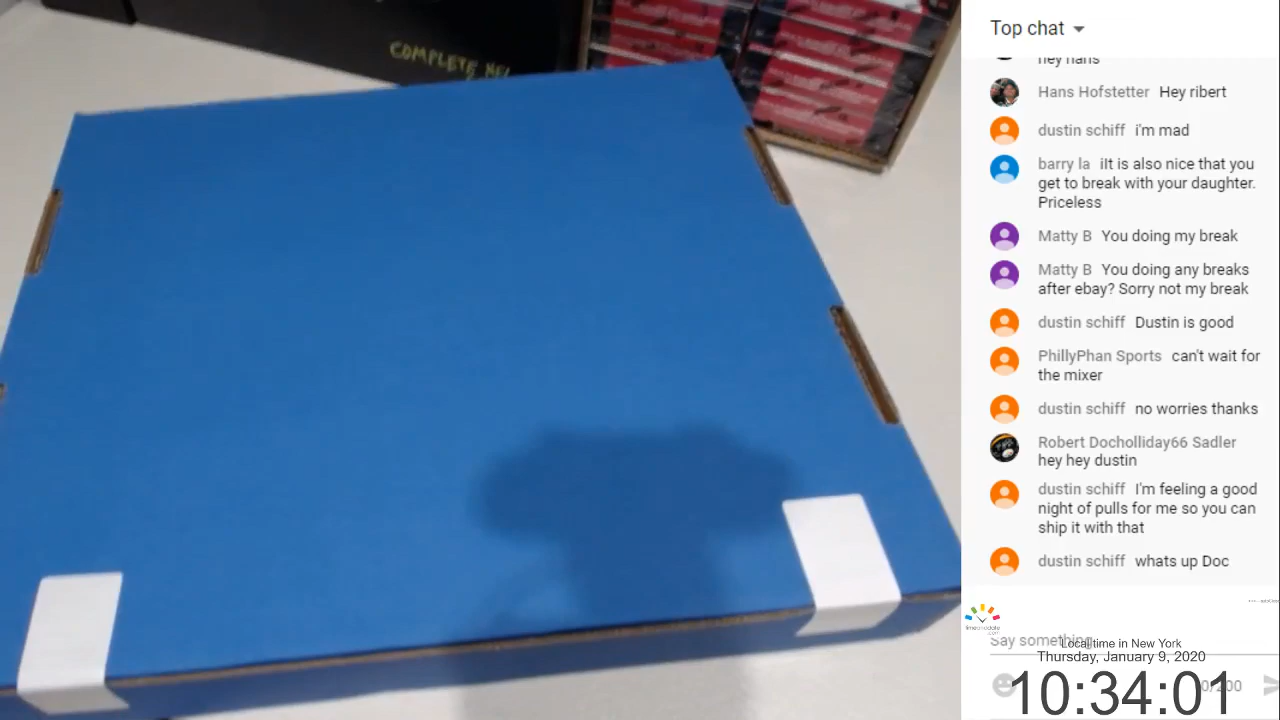 COMPLETE
Top chat
hey hans
Hans Hofstetter Hey ribert
dustin schiff i'm mad
barry la iIt is also nice that you
get to break with your daughter.
Priceless
Matty B You doing my break
Matty B You doing any breaks
after ebay? Sorry not my break
dustin schiff Dustin is good
PhillyPhan Sports can't wait for
the mixer
dustin schiff no worries thanks
Robert Docholliday66 Sadler
hey hey dustin
dustin schiff I'm feeling a good
night of pulls for me so you can
ship it with that
dustin schiff whats up Doc
timeanddate
.com
Say something...
Local time in New York
Thursday, January 9, 2020
0/200
10:34:01